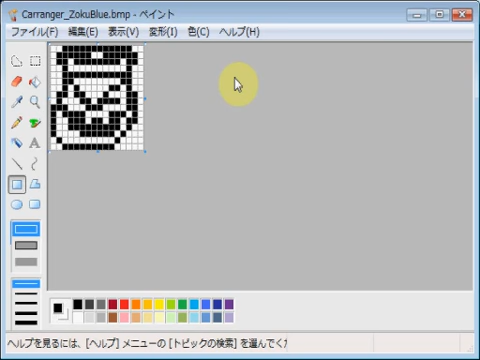 Carranger_ZokuBlue.bmp - ペイント
ファイル(F) 編集(E) 表示(V) 変形(I) 色(C) ヘルプ(H)
A
ヘルプを見るには、[ヘルプ] メニューの [トピックの検索] を選んでくだ